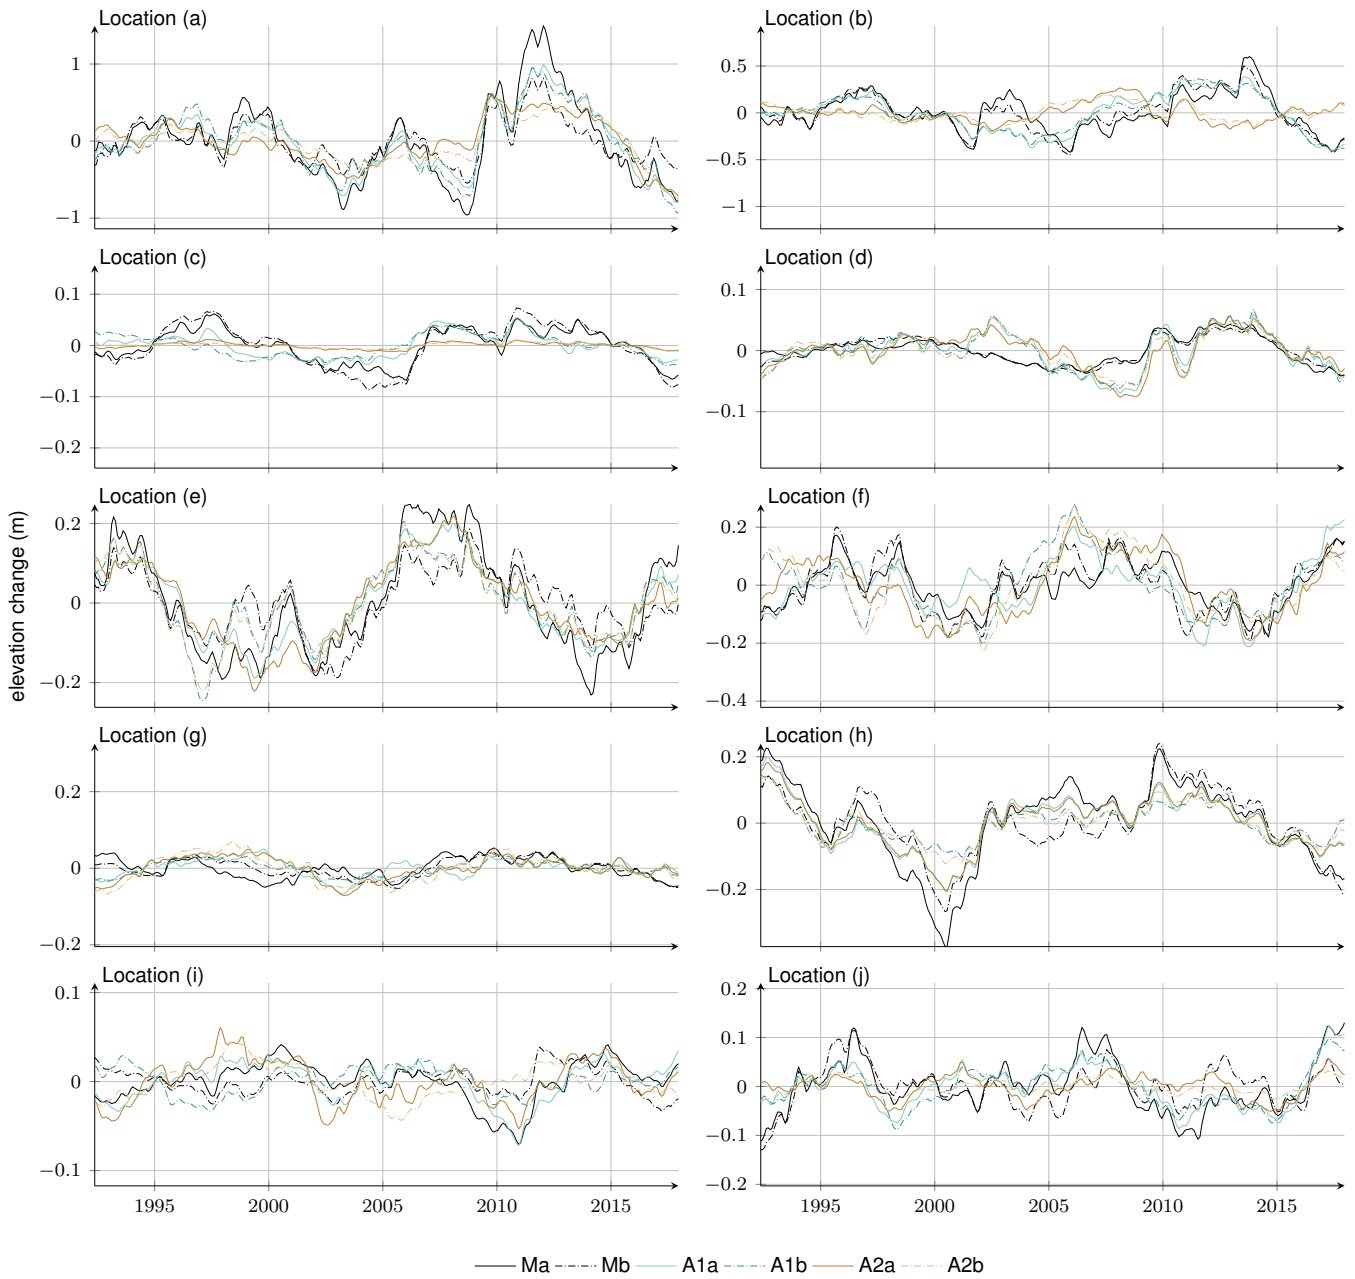 Location (a)
Location (b)
1
0
−1
0.5
0
−0.5
−1
Location (c)
Location (d)
0.1
0
−0.1
−0.2
0.1
0
−0.1
Location (e)
Location (f)
0.2
0
−0.2
0.2
0
−0.2
−0.4
elevation change (m)
Location (g)
Location (h)
0.2
0
−0.2
0.2
0
−0.2
Location (i)
Location (j)
0.1
0
−0.1
0.2
0.1
0
−0.1
−0.2
1995 2000 2005 2010 2015
1995 2000 2005 2010 2015
Ma Mb A1a A1b A2a A2b